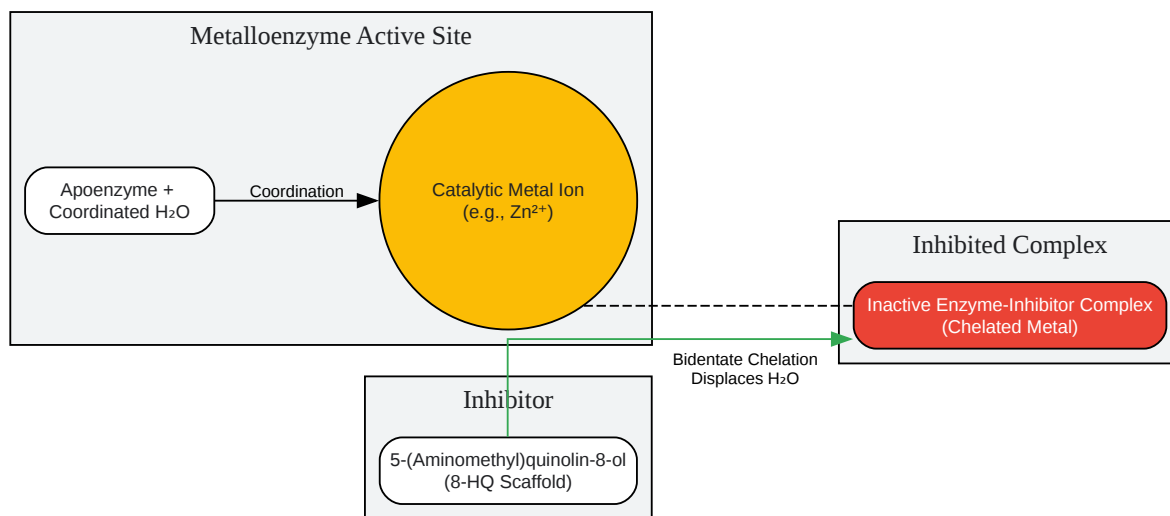 Metalloenzyme Active Site
Apoenzyme +
Coordinated H₂O
Coordination
Catalytic Metal Ion
(e.g., Zn²⁺)
Inhibited Complex
Inactive Enzyme-Inhibitor Complex
(Chelated Metal)
Bidentate Chelation
Displaces H₂O
Inhibitor
5-(Aminomethyl)quinolin-8-ol
(8-HQ Scaffold)